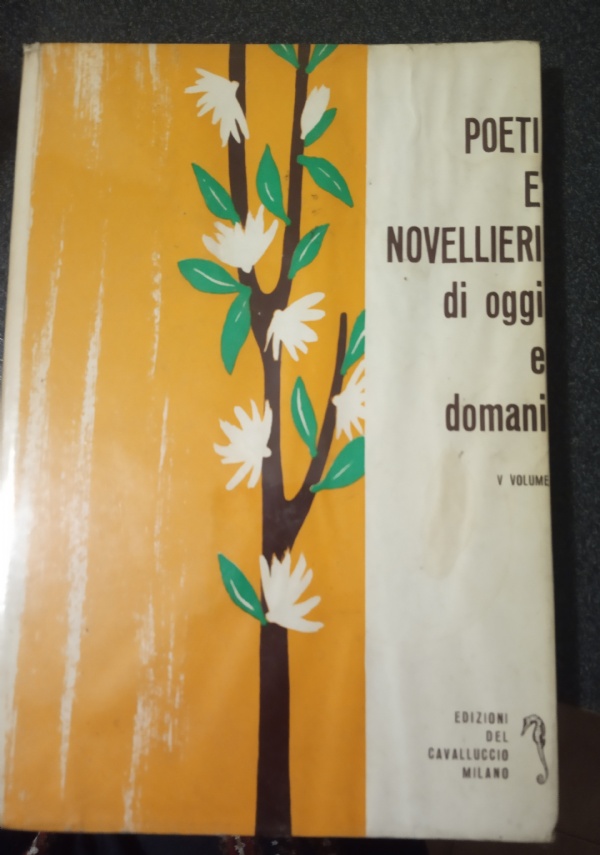 POETI
E
NOVELLIERI
di oggi
e
domani
V VOLUME
EDIZIONI
DEL
CAVALLUCCIO
MILANO